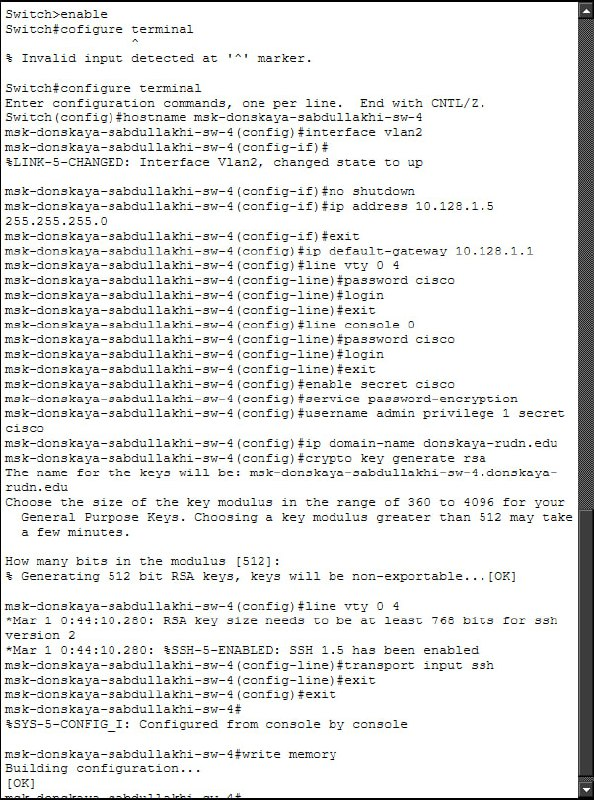 Switch>enable
Switch#cofigure terminal
^
% Invalid input detected at '^' marker.
Switch#configure terminal
Enter configuration commands, one per line.  End with CNTL/Z.
Switch(config)#hostname msk-donskaya-sabdullakhi-sw-4
msk-donskaya-sabdullakhi-sw-4(config)#interface vlan2
msk-donskaya-sabdullakhi-sw-4(config-if)#
%LINK-5-CHANGED: Interface Vlan2, changed state to up
msk-donskaya-sabdullakhi-sw-4(config-if)#no shutdown
msk-donskaya-sabdullakhi-sw-4(config-if)#ip address 10.128.1.5
255.255.255.0
msk-donskaya-sabdullakhi-sw-4(config-if)#exit
msk-donskaya-sabdullakhi-sw-4(config)#ip default-gateway 10.128.1.1
msk-donskaya-sabdullakhi-sw-4(config)#line vty 0 4
msk-donskaya-sabdullakhi-sw-4(config-line)#password cisco
msk-donskaya-sabdullakhi-sw-4(config-line)#login
msk-donskaya-sabdullakhi-sw-4(config-line)#exit
msk-donskaya-sabdullakhi-sw-4(config)#line console 0
msk-donskaya-sabdullakhi-sw-4(config-line)#password cisco
msk-donskaya-sabdullakhi-sw-4(config-line)#login
msk-donskaya-sabdullakhi-sw-4(config-line)#exit
msk-donskaya-sabdullakhi-sw-4(config)#enable secret cisco
msk-donskaya-sabdullakhi-sw-4(config)#service password-encryption
msk-donskaya-sabdullakhi-sw-4(config)#username admin privilege 1 secret
cisco
msk-donskaya-sabdullakhi-sw-4(config)#ip domain-name donskaya-rudn.edu
msk-donskaya-sabdullakhi-sw-4(config)#crypto key generate rsa
The name for the keys will be: msk-donskaya-sabdullakhi-sw-4.donskaya-
rudn.edu
Choose the size of the key modulus in the range of 360 to 4096 for your
General Purpose Keys. Choosing a key modulus greater than 512 may take
a few minutes.
How many bits in the modulus [512]:
% Generating 512 bit RSA keys, keys will be non-exportable...[OK]
msk-donskaya-sabdullakhi-sw-4(config)#line vty 0 4
*Mar 1 0:44:10.280: RSA key size needs to be at least 768 bits for ssh
version 2
*Mar 1 0:44:10.280: %SSH-5-ENABLED: SSH 1.5 has been enabled
msk-donskaya-sabdullakhi-sw-4(config-line)#transport input ssh
msk-donskaya-sabdullakhi-sw-4(config-line)#exit
msk-donskaya-sabdullakhi-sw-4(config)#exit
msk-donskaya-sabdullakhi-sw-4#
%SYS-5-CONFIG_I: Configured from console by console
msk-donskaya-sabdullakhi-sw-4#write memory
Building configuration...
[OK]
msk-donskaya-sabdullakhi-sw-4#